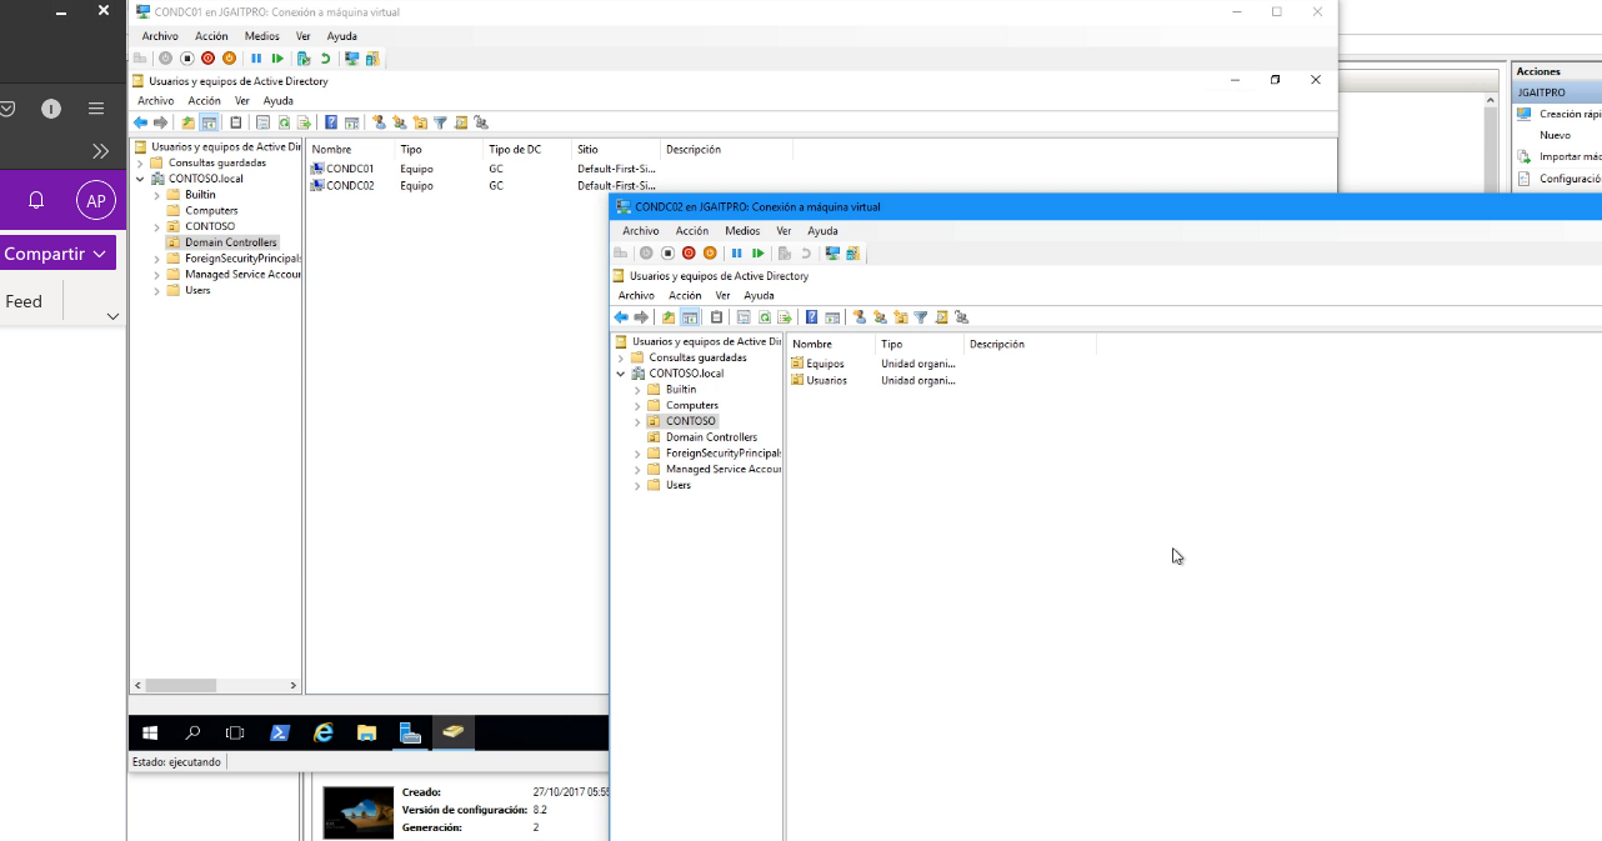 CONDC01 en JGAITPRO: Conexión a máquina virtual
Archivo Acción Medios Ver Ayuda
Usuarios y equipos de Active Directory
Archivo Acción Ver Ayuda
Usuarios y equipos de Active Dir
Consultas guardadas
CONTOSO.local
Builtin
Computers
CONTOSO
Domain Controllers
ForeignSecurityPrincipals
Managed Service Accour
Users
Nombre Tipo Tipo de DC Sitio Descripción
CONDC01 Equipo GC Default-First-Si...
CONDC02 Equipo GC Default-First-Si...
AP
Compartir
Feed
CONDC02 en JGAITPRO: Conexión a máquina virtual
Archivo Acción Medios Ver Ayuda
Usuarios y equipos de Active Directory
Archivo Acción Ver Ayuda
Usuarios y equipos de Active Dir
Consultas guardadas
CONTOSO.local
Builtin
Computers
CONTOSO
Domain Controllers
ForeignSecurityPrincipals
Managed Service Accour
Users
Nombre Tipo Descripción
Equipos Unidad organi...
Usuarios Unidad organi...
Acciones
JGAITPRO
Creación rápi
Nuevo
Importar máq
Configuració
Estado: ejecutando
Creado: 27/10/2017 05:55
Versión de configuración: 8.2
Generación: 2